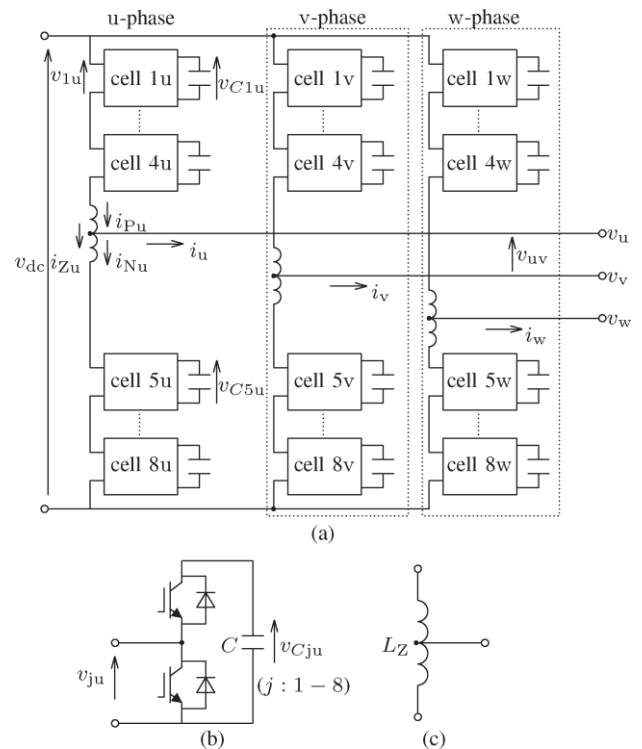 u-phase v-phase w-phase
v1u cell 1u vC1u cell 1v cell 1w
cell 4u cell 4v cell 4w
iPu
vu
vdc iZu iNu iu vuv
vv
iv
vw
iw
cell 5u vC5u cell 5v cell 5w
cell 8u cell 8v cell 8w
(a)
C vCju LZ
vju (j : 1 − 8)
(b) (c)